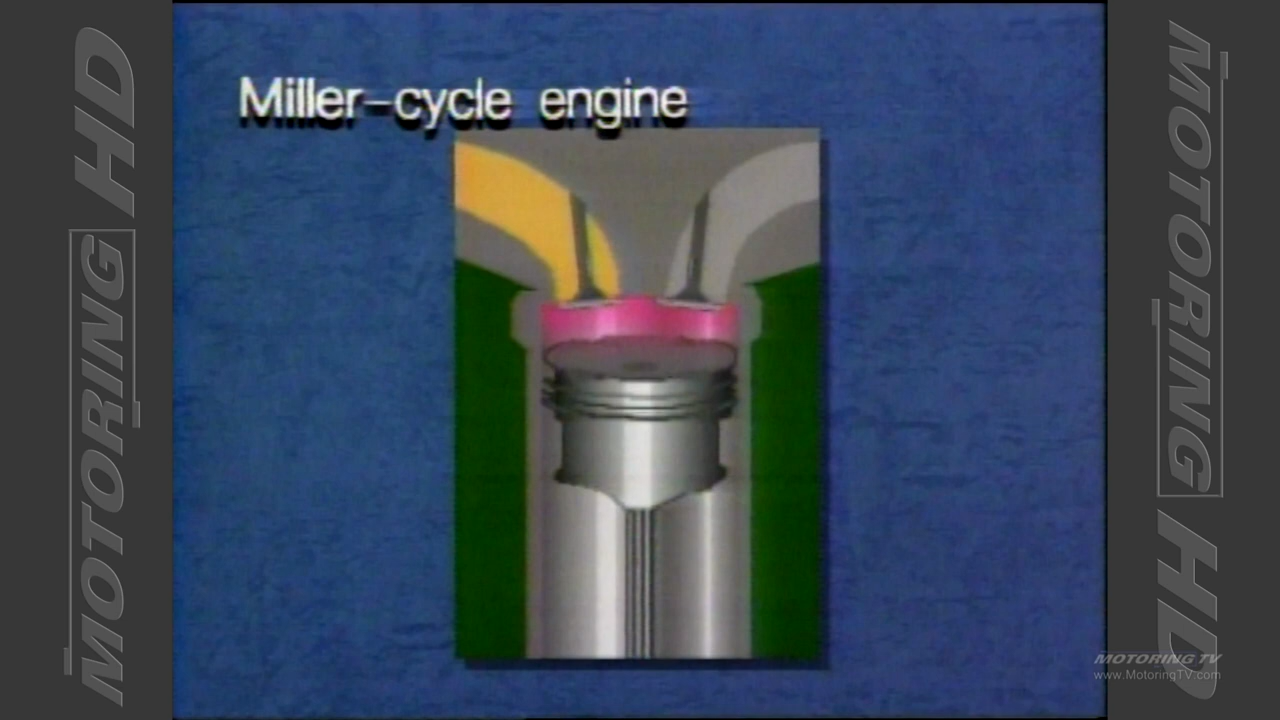 Miller-cycle engine
MOTORING HD
MOTORING HD
MOTORING TV
www.MotoringTV.com